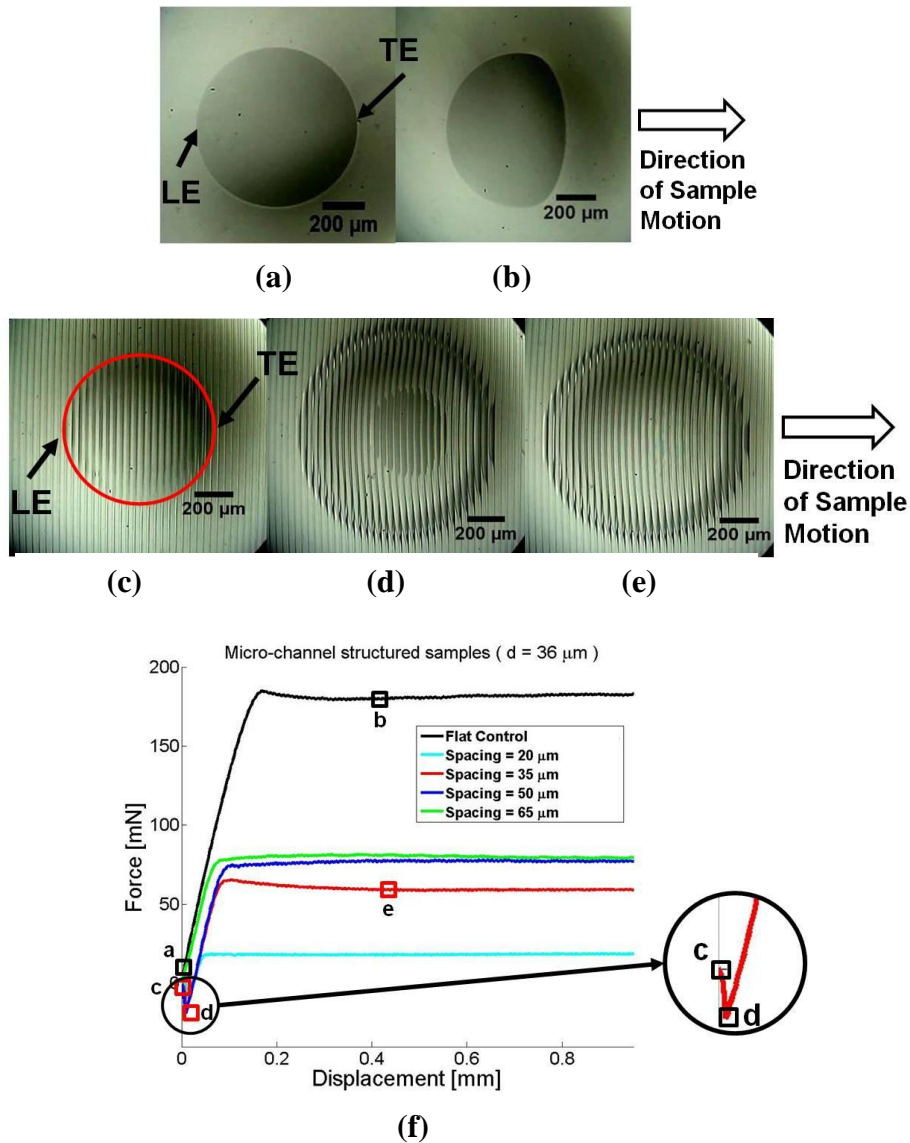 TE
LE
200 µm
200 µm
Direction
of Sample
Motion
(a)
(b)
TE
LE
200 µm
200 µm
200 µm
Direction
of Sample
Motion
(c)
(d)
(e)
Micro-channel structured samples ( d = 36 µm )
200
150
100
50
0
Force [mN]
b
Flat Control
Spacing = 20 µm
Spacing = 35 µm
Spacing = 50 µm
Spacing = 65 µm
e
a
c
d
c
d
0
0.2
0.4
0.6
0.8
Displacement [mm]
(f)